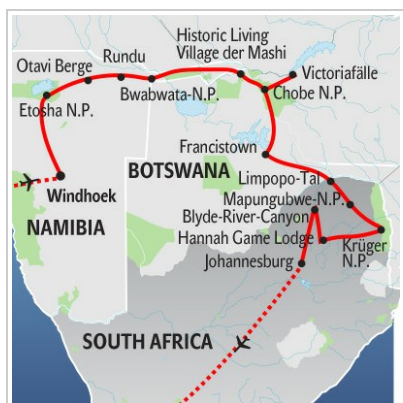 Historic Living
Village der Mashi
Rundu
Otavi Berge
Victoriafälle
Etosha N.P.
Bwabwata-N.P.
Chobe N.P.
Francistown
BOTSWANA
Windhoek
Limpopo-Tal
Mapungubwe-N.P.
NAMIBIA
Blyde-River-Canyon
Hannah Game Lodge
Krüger
N.P.
Johannesburg
SOUTH AFRICA